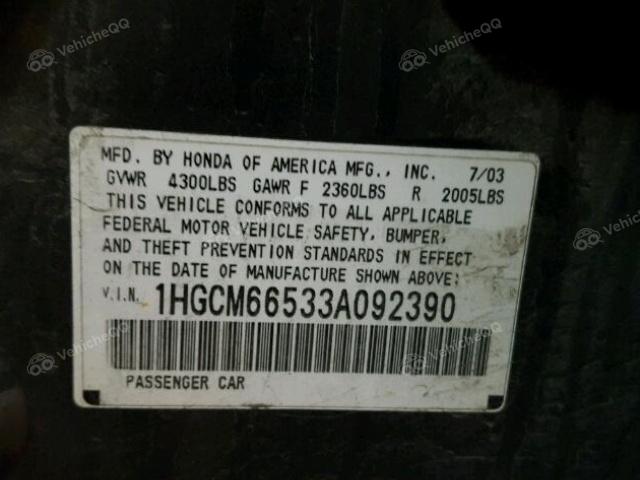 MFD. BY HONDA OF AMERICA MFG., INC. 7/03
GVWR 4300LBS GAWR F 2360LBS R 2005LBS
THIS VEHICLE CONFORMS TO ALL APPLICABLE
FEDERAL MOTOR VEHICLE SAFETY, BUMPER,
AND THEFT PREVENTION STANDARDS IN EFFECT
ON THE DATE OF MANUFACTURE SHOWN ABOVE:
V.I.N. 1HGCM66533A092390
PASSENGER CAR
VehicheQQ
VehicheQQ
VehicheQQ
VehicheQQ
VehicheQQ
VehicheQQ
VehicheQQ